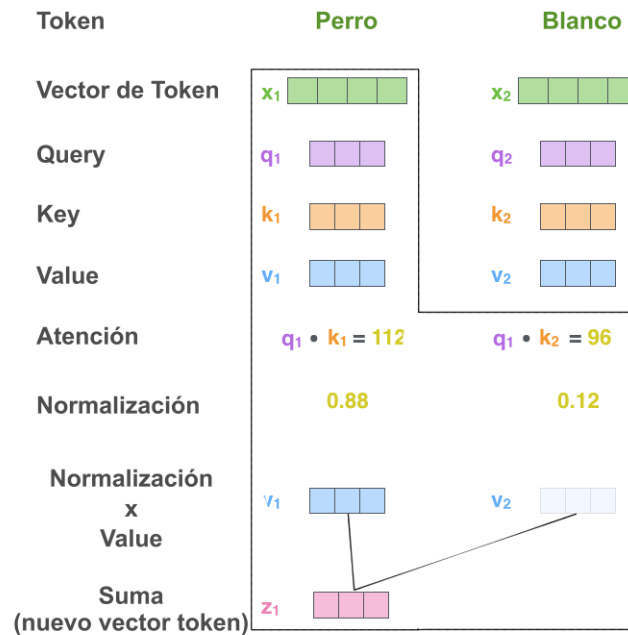 Token Perro Blanco
Vector de Token x1 x2
Query q1 q2
Key k1 k2
Value v1 v2
Atención q1 • k1 = 112 q1 • k2 = 96
Normalización 0.88 0.12
Normalización
x
Value
v1 v2
Suma
(nuevo vector token)
z1